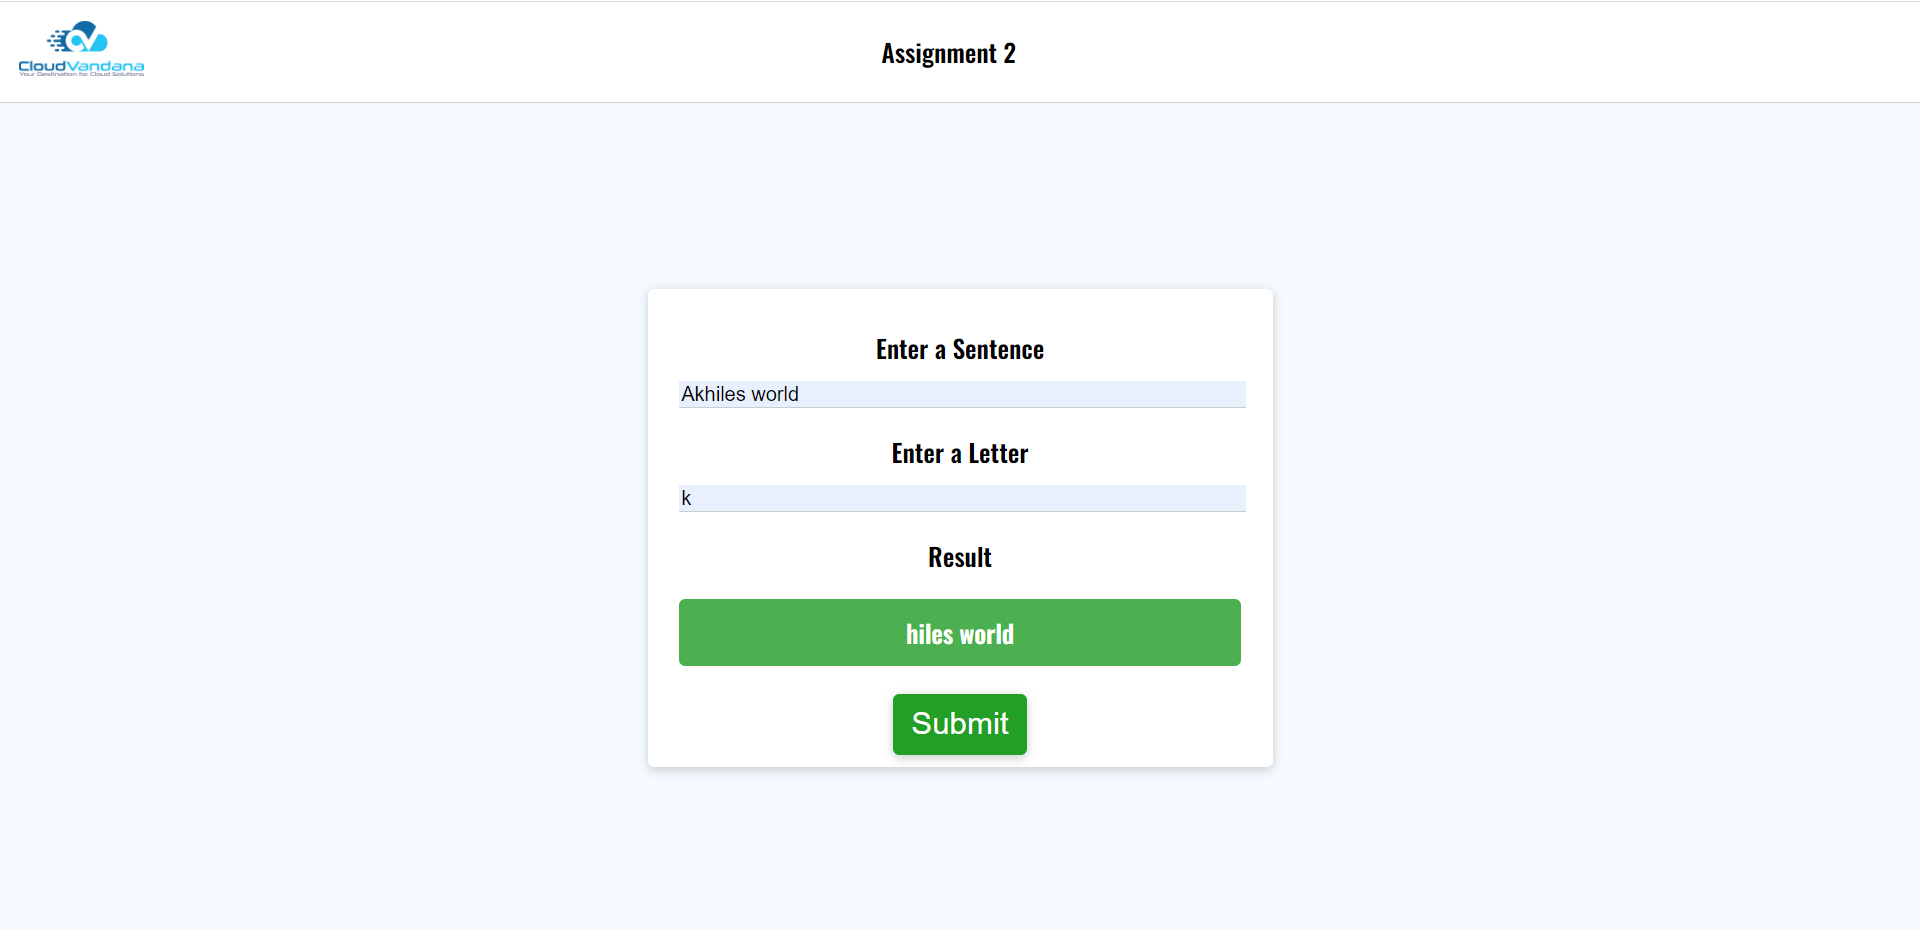 CloudVandana
Your Destination for Cloud Solutions
Assignment 2
Enter a Sentence
Akhiles world
Enter a Letter
k
Result
hiles world
Submit